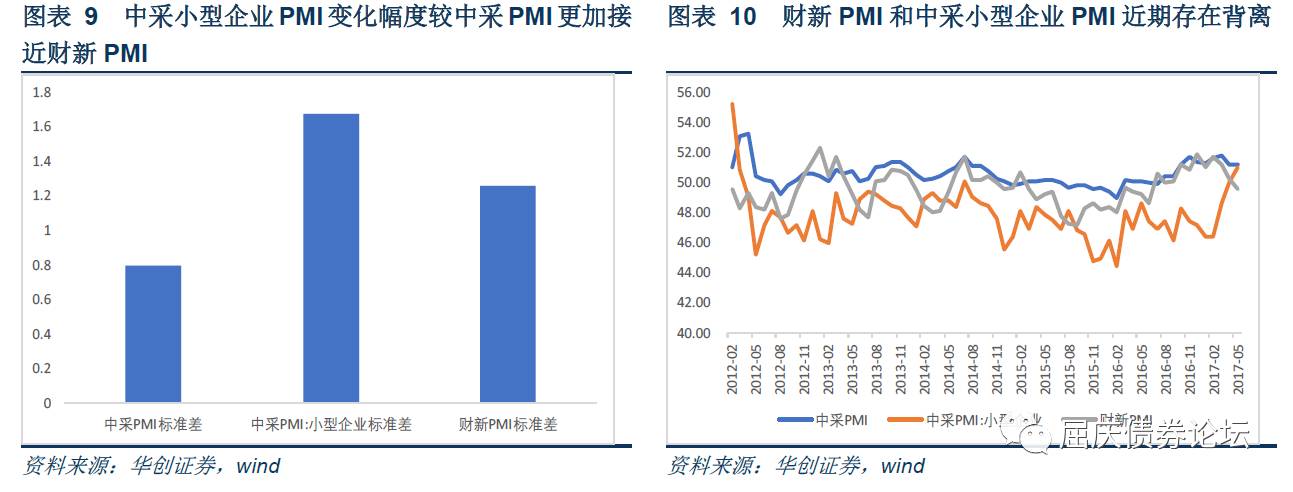 图表 9 中采小型企业 PMI 变化幅度较中采 PMI 更加接
近财新 PMI
1.8
1.6
1.4
1.2
1
0.8
0.6
0.4
0.2
0
中采PMI标准差 中采PMI:小型企业标准差 财新PMI标准差
资料来源：华创证券，wind
图表 10 财新 PMI 和中采小型企业 PMI 近期存在背离
56.00
54.00
52.00
50.00
48.00
46.00
44.00
42.00
40.00
2012-02 2012-05 2012-08 2012-11 2013-02 2013-05 2013-08 2013-11 2014-02 2014-05 2014-08 2014-11 2015-02 2015-05 2015-08 2015-11 2016-02 2016-05 2016-08 2016-11 2017-02 2017-05
中采PMI 中采PMI:小型企业 财新PMI
屈庆债券论坛
资料来源：华创证券，wind